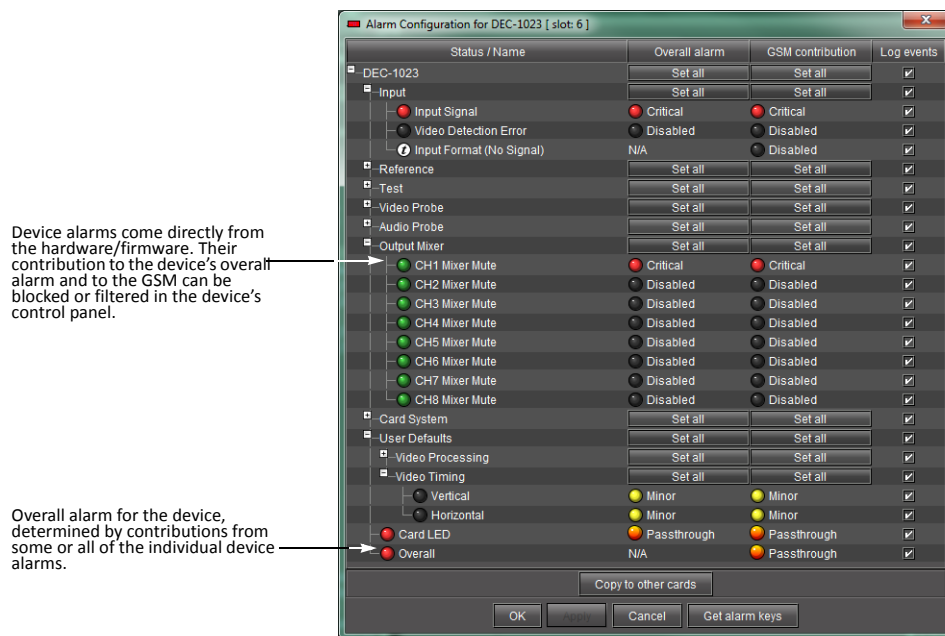 Alarm Configuration for DEC-1023 [ slot: 6 ]
Status / Name Overall alarm GSM contribution Log events
DEC-1023 Set all Set all
Input Set all Set all
Input Signal Critical Critical
Video Detection Error Disabled Disabled
i Input Format (No Signal) N/A Disabled
Reference Set all Set all
Test Set all Set all
Video Probe Set all Set all
Audio Probe Set all Set all
Output Mixer Set all Set all
CH1 Mixer Mute Critical Critical
CH2 Mixer Mute Disabled Disabled
CH3 Mixer Mute Disabled Disabled
CH4 Mixer Mute Disabled Disabled
CH5 Mixer Mute Disabled Disabled
CH6 Mixer Mute Disabled Disabled
CH7 Mixer Mute Disabled Disabled
CH8 Mixer Mute Disabled Disabled
Card System Set all Set all
User Defaults Set all Set all
Video Processing Set all Set all
Video Timing Set all Set all
Vertical Minor Minor
Horizontal Minor Minor
Card LED Passthrough Passthrough
Overall N/A Passthrough
Copy to other cards
OK Apply Cancel Get alarm keys
Device alarms come directly from
the hardware/firmware. Their
contribution to the device’s overall
alarm and to the GSM can be
blocked or filtered in the device’s
control panel.
Overall alarm for the device,
determined by contributions from
some or all of the individual device
alarms.